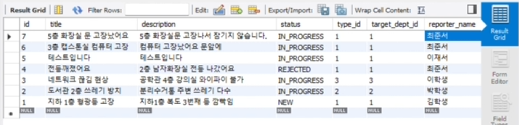 Result Grid Filter Rows: Edit: Export/Import: Wrap Cell Content:
id title description status type_id target_dept_id reporter_name
7 5층 화장실 문 고장났어요 5층 화장실문 고장나서 잠기지 않습니다. IN_PROGRESS 1 1 최준서
6 3층 캡스톤실 컴퓨터 고장 컴퓨터 고장났어요 문앞에 IN_PROGRESS 1 1 최준서
5 테스트입니다 테스트입니다 IN_PROGRESS 1 1 이재서
4 전등깨졌어요 2층 남자화장실 전등 나갔어요 REJECTED 1 1 최준서
3 네트워크 끊김 현상 공학관 4층 강의실 와이파이 불가 IN_PROGRESS 3 3 이학생
2 도서관 2층 쓰레기 방치 분리수거통 주변 쓰레기 다수 IN_PROGRESS 2 2 박학생
1 지하 1층 형광등 고장 지하1층 복도 3번째 등 깜빡임 NEW 1 1 김학생
NULL NULL NULL NULL NULL NULL NULL
Result
Grid
Form
Editor
Field
Types